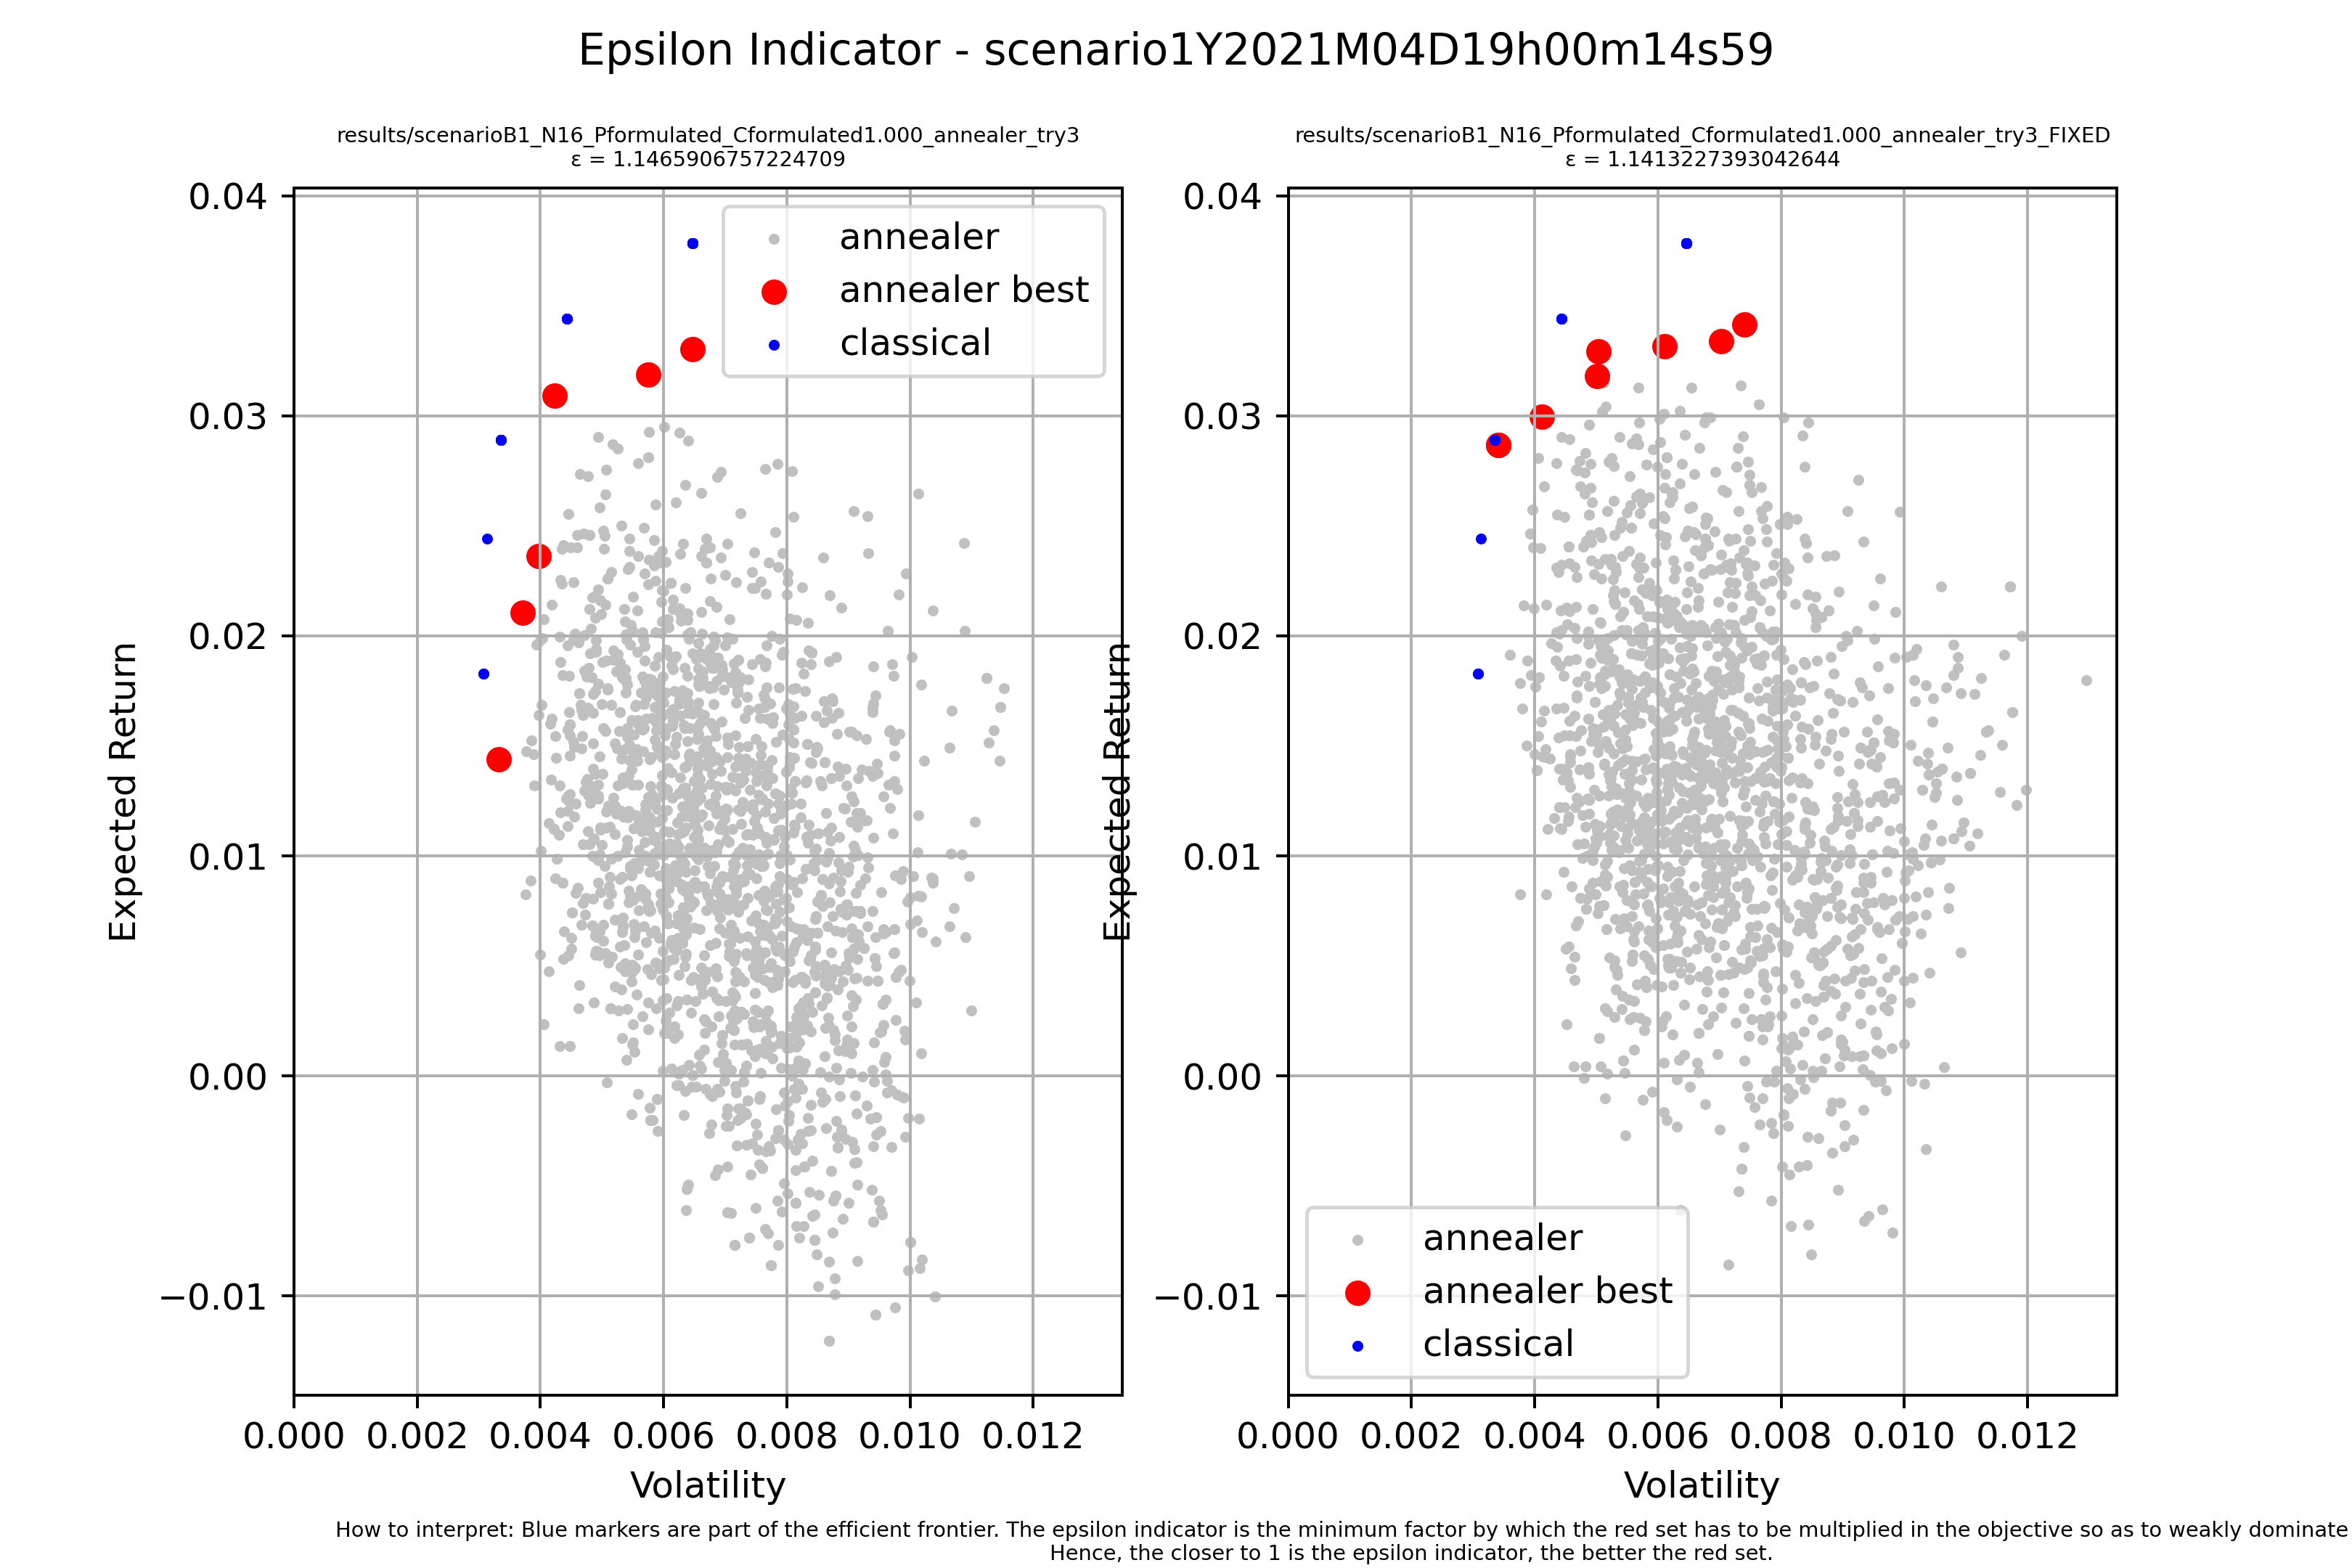 Epsilon Indicator - scenario1Y2021M04D19h00m14s59
results/scenarioB1_N16_Pformulated_Cformulated1.000_annealer_try3
ε = 1.1465906757224709
0.04
0.03
0.02
0.01
0.00
−0.01
Expected Return
annealer
annealer best
classical
0.000 0.002 0.004 0.006 0.008 0.010 0.012
Volatility
results/scenarioB1_N16_Pformulated_Cformulated1.000_annealer_try3_FIXED
ε = 1.1413227393042644
0.04
0.03
0.02
0.01
0.00
−0.01
Expected Return
annealer
annealer best
classical
0.000 0.002 0.004 0.006 0.008 0.010 0.012
Volatility
How to interpret: Blue markers are part of the efficient frontier. The epsilon indicator is the minimum factor by which the red set has to be multiplied in the objective so as to weakly dominate
Hence, the closer to 1 is the epsilon indicator, the better the red set.